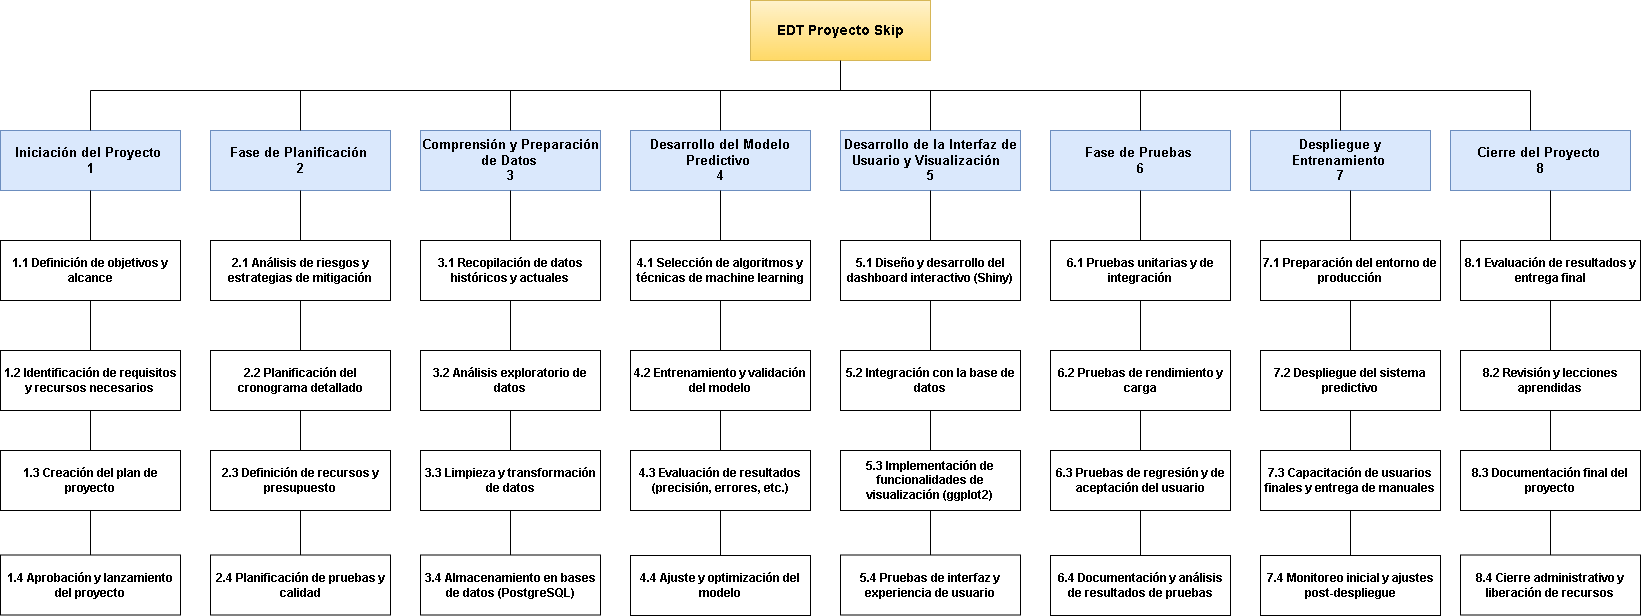 EDT Proyecto Skip
Iniciación del Proyecto
1
Fase de Planificación
2
Comprensión y Preparación
de Datos
3
Desarrollo del Modelo
Predictivo
4
Desarrollo de la Interfaz de
Usuario y Visualización
5
Fase de Pruebas
6
Despliegue y
Entrenamiento
7
Cierre del Proyecto
8
1.1 Definición de objetivos y
alcance
2.1 Análisis de riesgos y
estrategias de mitigación
3.1 Recopilación de datos
históricos y actuales
4.1 Selección de algoritmos y
técnicas de machine learning
5.1 Diseño y desarrollo del
dashboard interactivo (Shiny)
6.1 Pruebas unitarias y de
integración
7.1 Preparación del entorno de
producción
8.1 Evaluación de resultados y
entrega final
1.2 Identificación de requisitos
y recursos necesarios
2.2 Planificación del
cronograma detallado
3.2 Análisis exploratorio de
datos
4.2 Entrenamiento y validación
del modelo
5.2 Integración con la base de
datos
6.2 Pruebas de rendimiento y
carga
7.2 Despliegue del sistema
predictivo
8.2 Revisión y lecciones
aprendidas
1.3 Creación del plan de
proyecto
2.3 Definición de recursos y
presupuesto
3.3 Limpieza y transformación
de datos
4.3 Evaluación de resultados
(precisión, errores, etc.)
5.3 Implementación de
funcionalidades de
visualización (ggplot2)
6.3 Pruebas de regresión y de
aceptación del usuario
7.3 Capacitación de usuarios
finales y entrega de manuales
8.3 Documentación final del
proyecto
1.4 Aprobación y lanzamiento
del proyecto
2.4 Planificación de pruebas y
calidad
3.4 Almacenamiento en bases
de datos (PostgreSQL)
4.4 Ajuste y optimización del
modelo
5.4 Pruebas de interfaz y
experiencia de usuario
6.4 Documentación y análisis
de resultados de pruebas
7.4 Monitoreo inicial y ajustes
post-despliegue
8.4 Cierre administrativo y
liberación de recursos